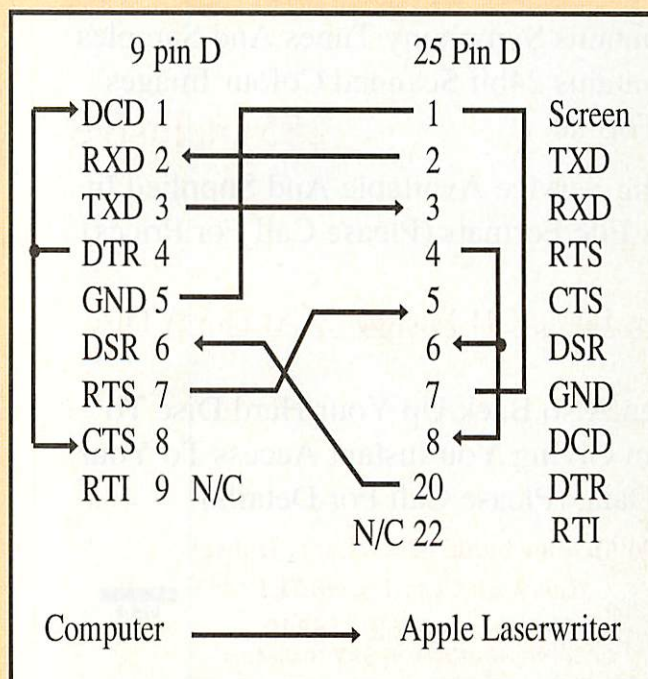 9 pin D 25 Pin D
DCD 1 1 Screen
RXD 2 2 TXD
TXD 3 3 RXD
DTR 4 4 RTS
GND 5 5 CTS
DSR 6 6 DSR
RTS 7 7 GND
CTS 8 8 DCD
RTI 9 N/C 20 DTR
N/C 22 RTI
Computer Apple Laserwriter